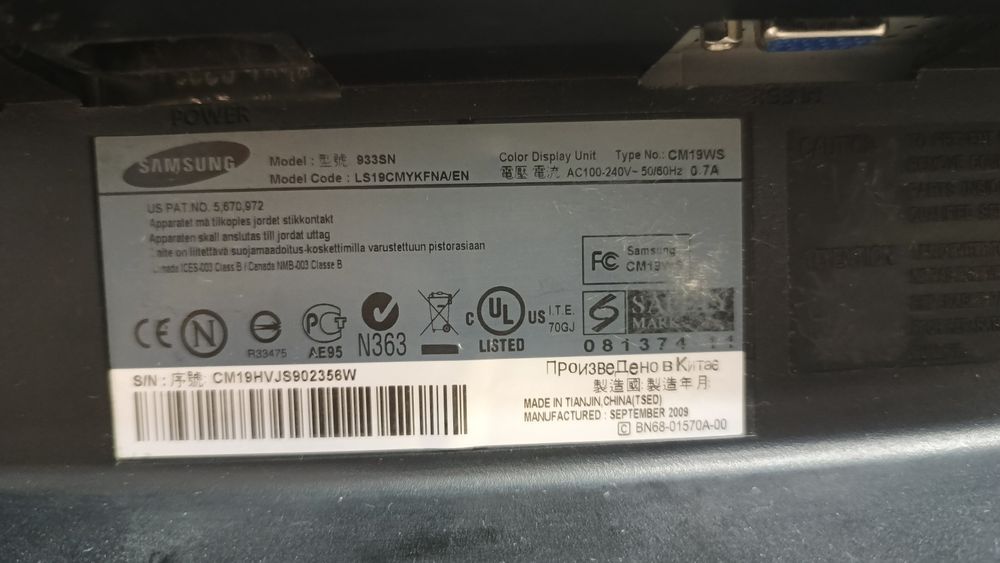 POWER
SAMSUNG
Model : 型號 933SN
Model Code : LS19CMYKFNA/EN
Color Display Unit Type No.: CM19WS
電壓 電流 AC100-240V~ 50/60Hz 0.7A
US PAT.NO. 5,670,972
Apparatet må tilkoples jordet stikkontakt
Apparaten skall anslutas till jordat uttag
on liitettävä suojamaadoitus-koskettimilla varustettuun pistorasiaan
ICES-003 Class B / Canada NMB-003 Classe B
FC Samsung
CE N R33475 PCT AE95 N363 C UL US LISTED I.T.E. 70GJ
MARK
081374 11
S/N : 序號: CM19HVJS902356W
ПроизвеДено в Китае
製造國 製造年月
MADE IN TIANJIN,CHINA(TSED)
MANUFACTURED : SEPTEMBER 2009
C BN68-01570A-00